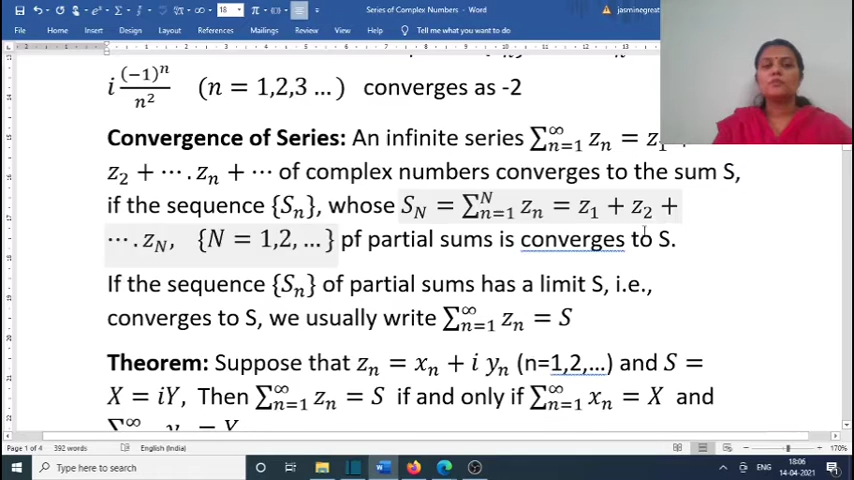 Series of Complex Numbers - Word
jasminegreat
18
File Home Insert Layout References Mailings Review View Tell me what you want to do
i (-1)^n / n^2 (n = 1,2,3 …) converges as -2
Convergence of Series: An infinite series ∑_{n=1}^{∞} z_n = z_1 +
z_2 + ⋯ . z_n + ⋯ of complex numbers converges to the sum S,
if the sequence {S_n}, whose S_N = ∑_{n=1}^{N} z_n = z_1 + z_2 +
⋯ . z_N, {N = 1,2, … } pf partial sums is converges to S.
If the sequence {S_n} of partial sums has a limit S, i.e.,
converges to S, we usually write ∑_{n=1}^{∞} z_n = S
Theorem: Suppose that z_n = x_n + i y_n (n=1,2,…) and S =
X = iY, Then ∑_{n=1}^{∞} z_n = S if and only if ∑_{n=1}^{∞} x_n = X and
Page 1 of 4 392 words English (India) 170%
Type here to search
ENG
18:06
14-04-2021